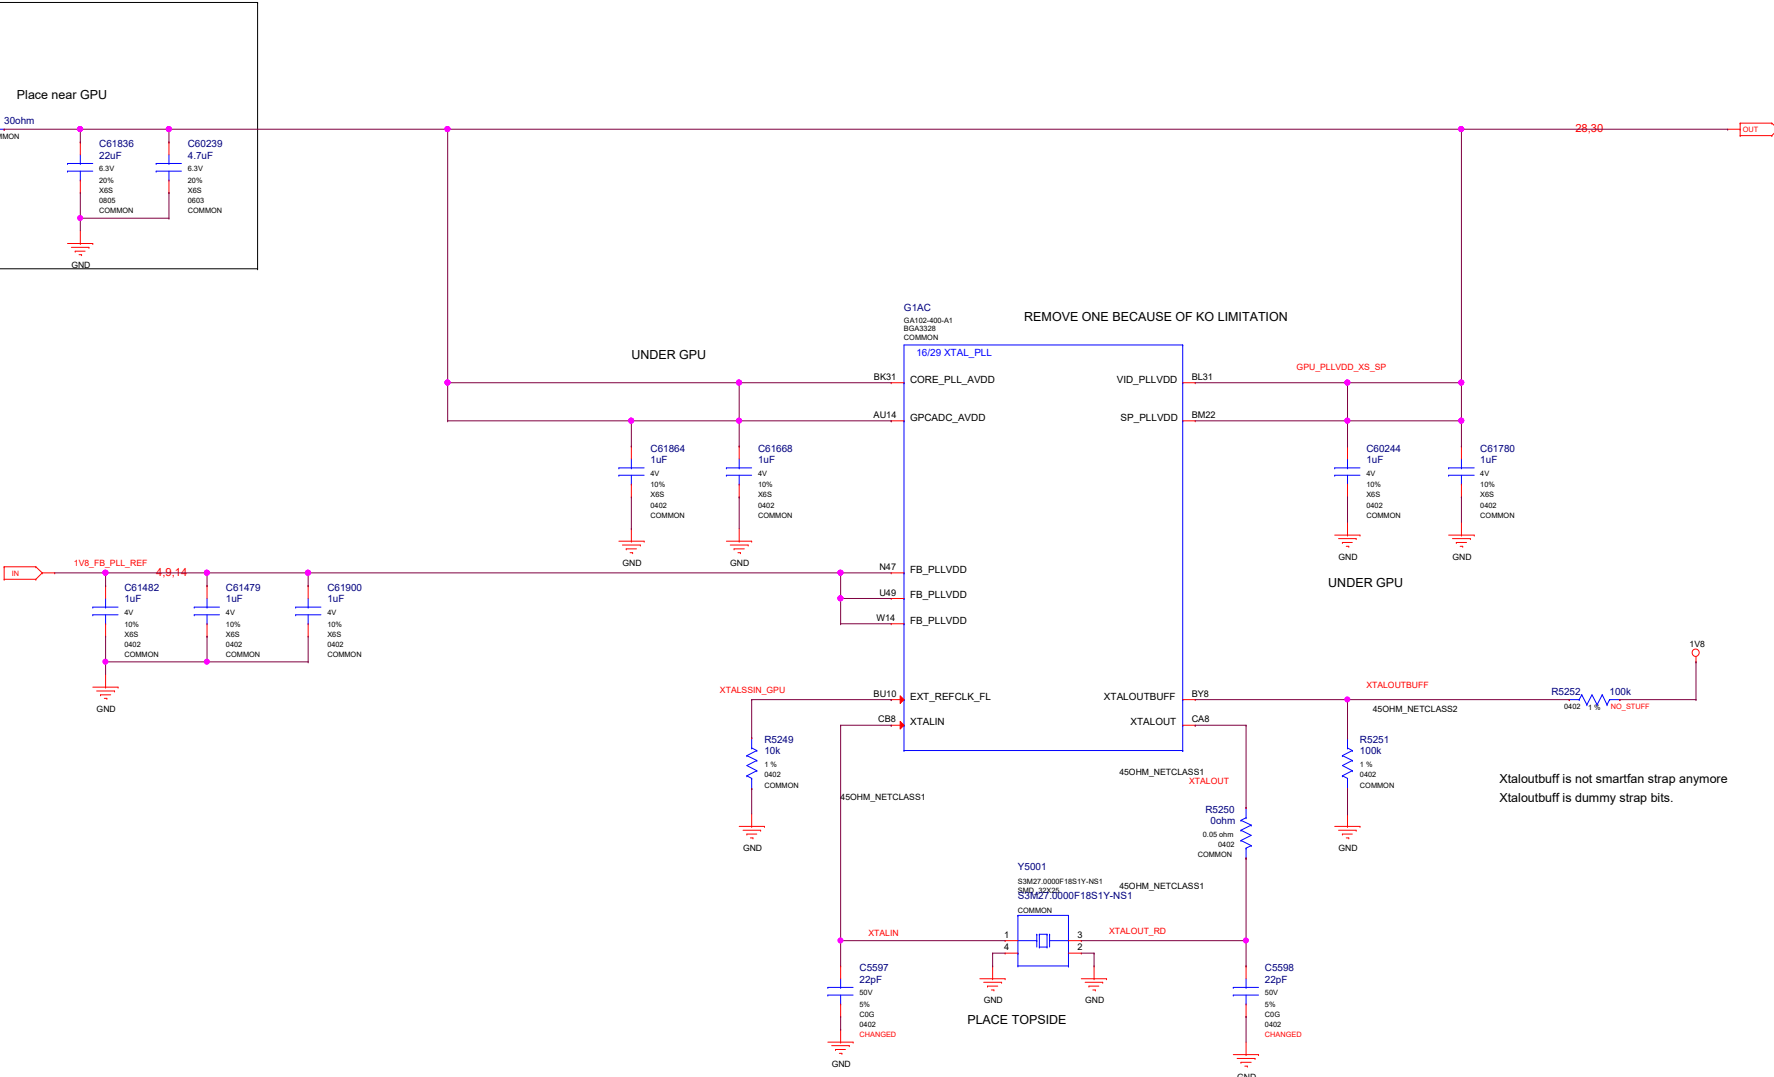 Place near GPU
30ohm
MMON
C61836
22uF
6.3V
20%
X6S
0805
COMMON
C60239
4.7uF
6.3V
20%
X6S
0603
COMMON
GND
28,30
OUT
G1AC
GA102-400-A1
BGA3328
COMMON
REMOVE ONE BECAUSE OF KO LIMITATION
16/29 XTAL_PLL
UNDER GPU
BK31 CORE_PLL_AVDD
VID_PLLVDD BL31
GPU_PLLVDD_XS_SP
AU14 GPCADC_AVDD
SP_PLLVDD BM22
C61864
1uF
4V
10%
X6S
0402
COMMON
GND
C61668
1uF
4V
10%
X6S
0402
COMMON
GND
C60244
1uF
4V
10%
X6S
0402
COMMON
GND
C61780
1uF
4V
10%
X6S
0402
COMMON
GND
UNDER GPU
IN
1V8_FB_PLL_REF
4,9,14
N47 FB_PLLVDD
U49 FB_PLLVDD
W14 FB_PLLVDD
C61482
1uF
4V
10%
X6S
0402
COMMON
C61479
1uF
4V
10%
X6S
0402
COMMON
C61900
1uF
4V
10%
X6S
0402
COMMON
GND
XTALSSIN_GPU
BU10 EXT_REFCLK_FL
CB8 XTALIN
XTALOUTBUFF BY8
XTALOUT CA8
XTALOUTBUFF
45OHM_NETCLASS2
R5252 100k
0402 1 % NO_STUFF
1V8
R5249
10k
1 %
0402
COMMON
GND
45OHM_NETCLASS1
45OHM_NETCLASS1
XTALOUT
R5250
0ohm
0.05 ohm
0402
COMMON
R5251
100k
1 %
0402
COMMON
GND
Xtaloutbuff is not smartfan strap anymore
Xtaloutbuff is dummy strap bits.
Y5001
S3M27.0000F18S1Y-NS1
SMD_32X25
S3M27.0000F18S1Y-NS1
COMMON
45OHM_NETCLASS1
XTALIN
1
4
3
2
XTALOUT_RD
GND
GND
PLACE TOPSIDE
C5597
22pF
50V
5%
C0G
0402
CHANGED
GND
C5598
22pF
50V
5%
C0G
0402
CHANGED
GND